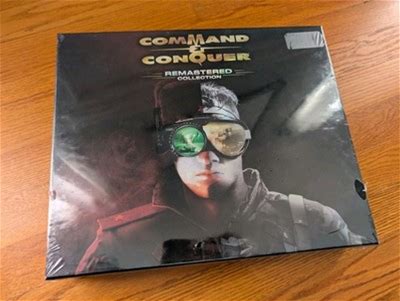 COMMAND
&
CONQUER
REMASTERED
COLLECTION